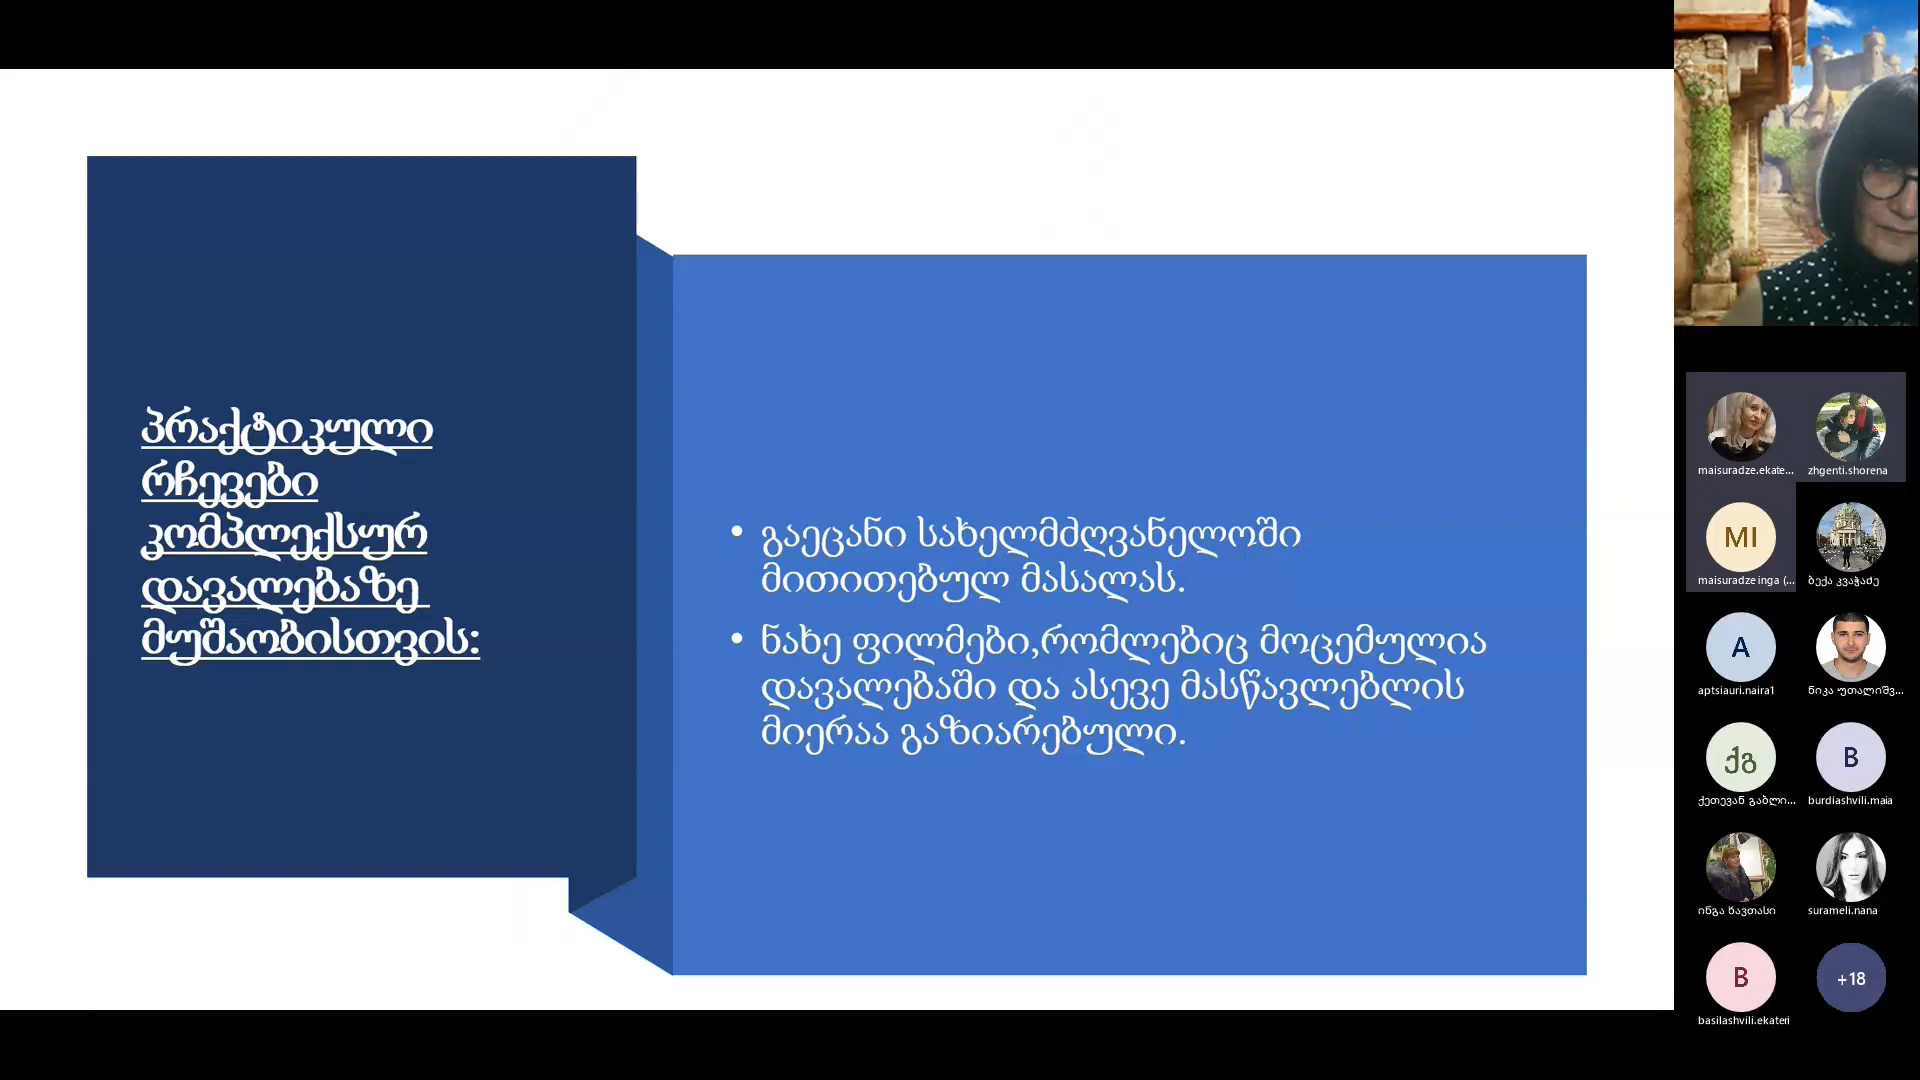 პრაქტიკული
რჩევები
კომპლექსურ
დავალებაზე
მუშაობისთვის:
• გაეცანი სახელმძღვანელოში
მითითებულ მასალას.
• ნახე ფილმები,რომლებიც მოცემულია
დავალებაში და ასევე მასწავლებლის
მიერაა გაზიარებული.
maisuradze.ekate...
zhgenti.shorena
MI
maisuradze inga (...
ბექა კვაჭაძე
A
aptsiauri.naira1
ნიკა უთალიშვ...
ქგ
ქეთევან გაბლი...
B
burdiashvili.maia
ინგა ნავთასი
surameli.nana
B
basilashvili.ekateri
+18